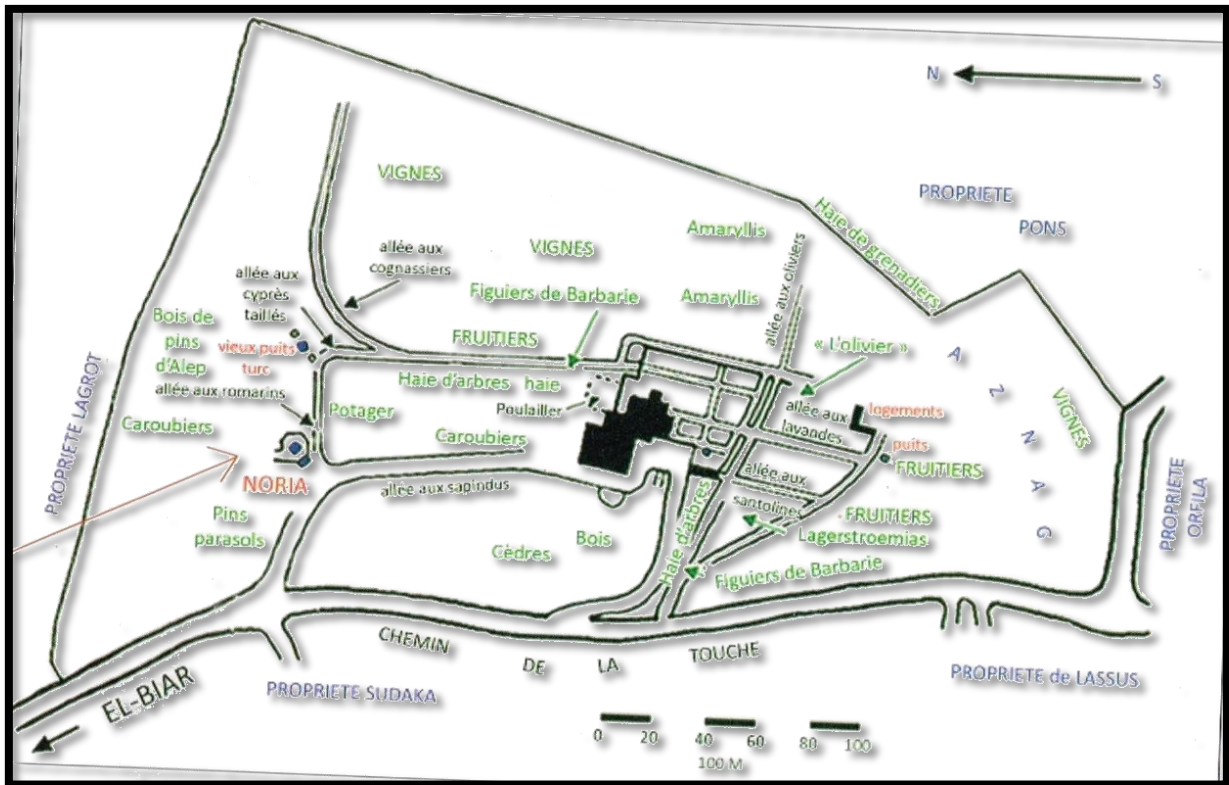 N
S
PROPRIETE
PONS
VIGNES
Amaryllis
Haie de grenadiers
VIGNES
allée aux
cognassiers
allée aux oliviers
allée aux
cyprès
taillés
Figuiers de Barbarie
Amaryllis
Bois de
pins
d'Alep
vieux puits
turc
FRUITIERS
« L'olivier »
Haie d'arbres haie
allée aux romarins
Poulailler
Potager
allée aux
lavandes
logements
VIGNES
A
Z
N
A
G
Caroubiers
Caroubiers
puits
FRUITIERS
PROPRIETE LAGROT
NORIA
allée aux sapindus
allée aux
santolines
Haie d'arbres
FRUITIERS
Lagerstroemias
PROPRIETE
ORFILA
Pins
parasols
Cèdres
Bois
Figuiers de Barbarie
CHEMIN
DE
LA
TOUCHE
EL-BIAR
PROPRIETE SUDAKA
PROPRIETE de LASSUS
0 20 40 60 80 100
100 M